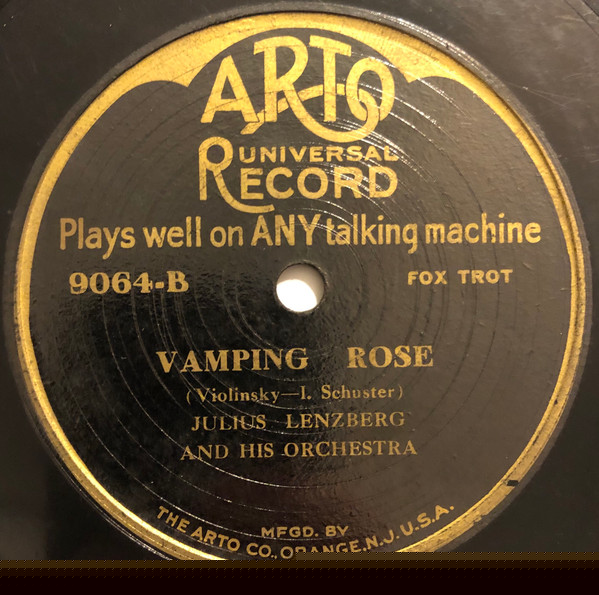 ARTO
UNIVERSAL
RECORD
Plays well on ANY talking machine
9064-B
FOX TROT
VAMPING ROSE
(Violinsky—I. Schuster)
JULIUS LENZBERG
AND HIS ORCHESTRA
MFGD. BY
THE ARTO CO., ORANGE, N.J. U.S.A.